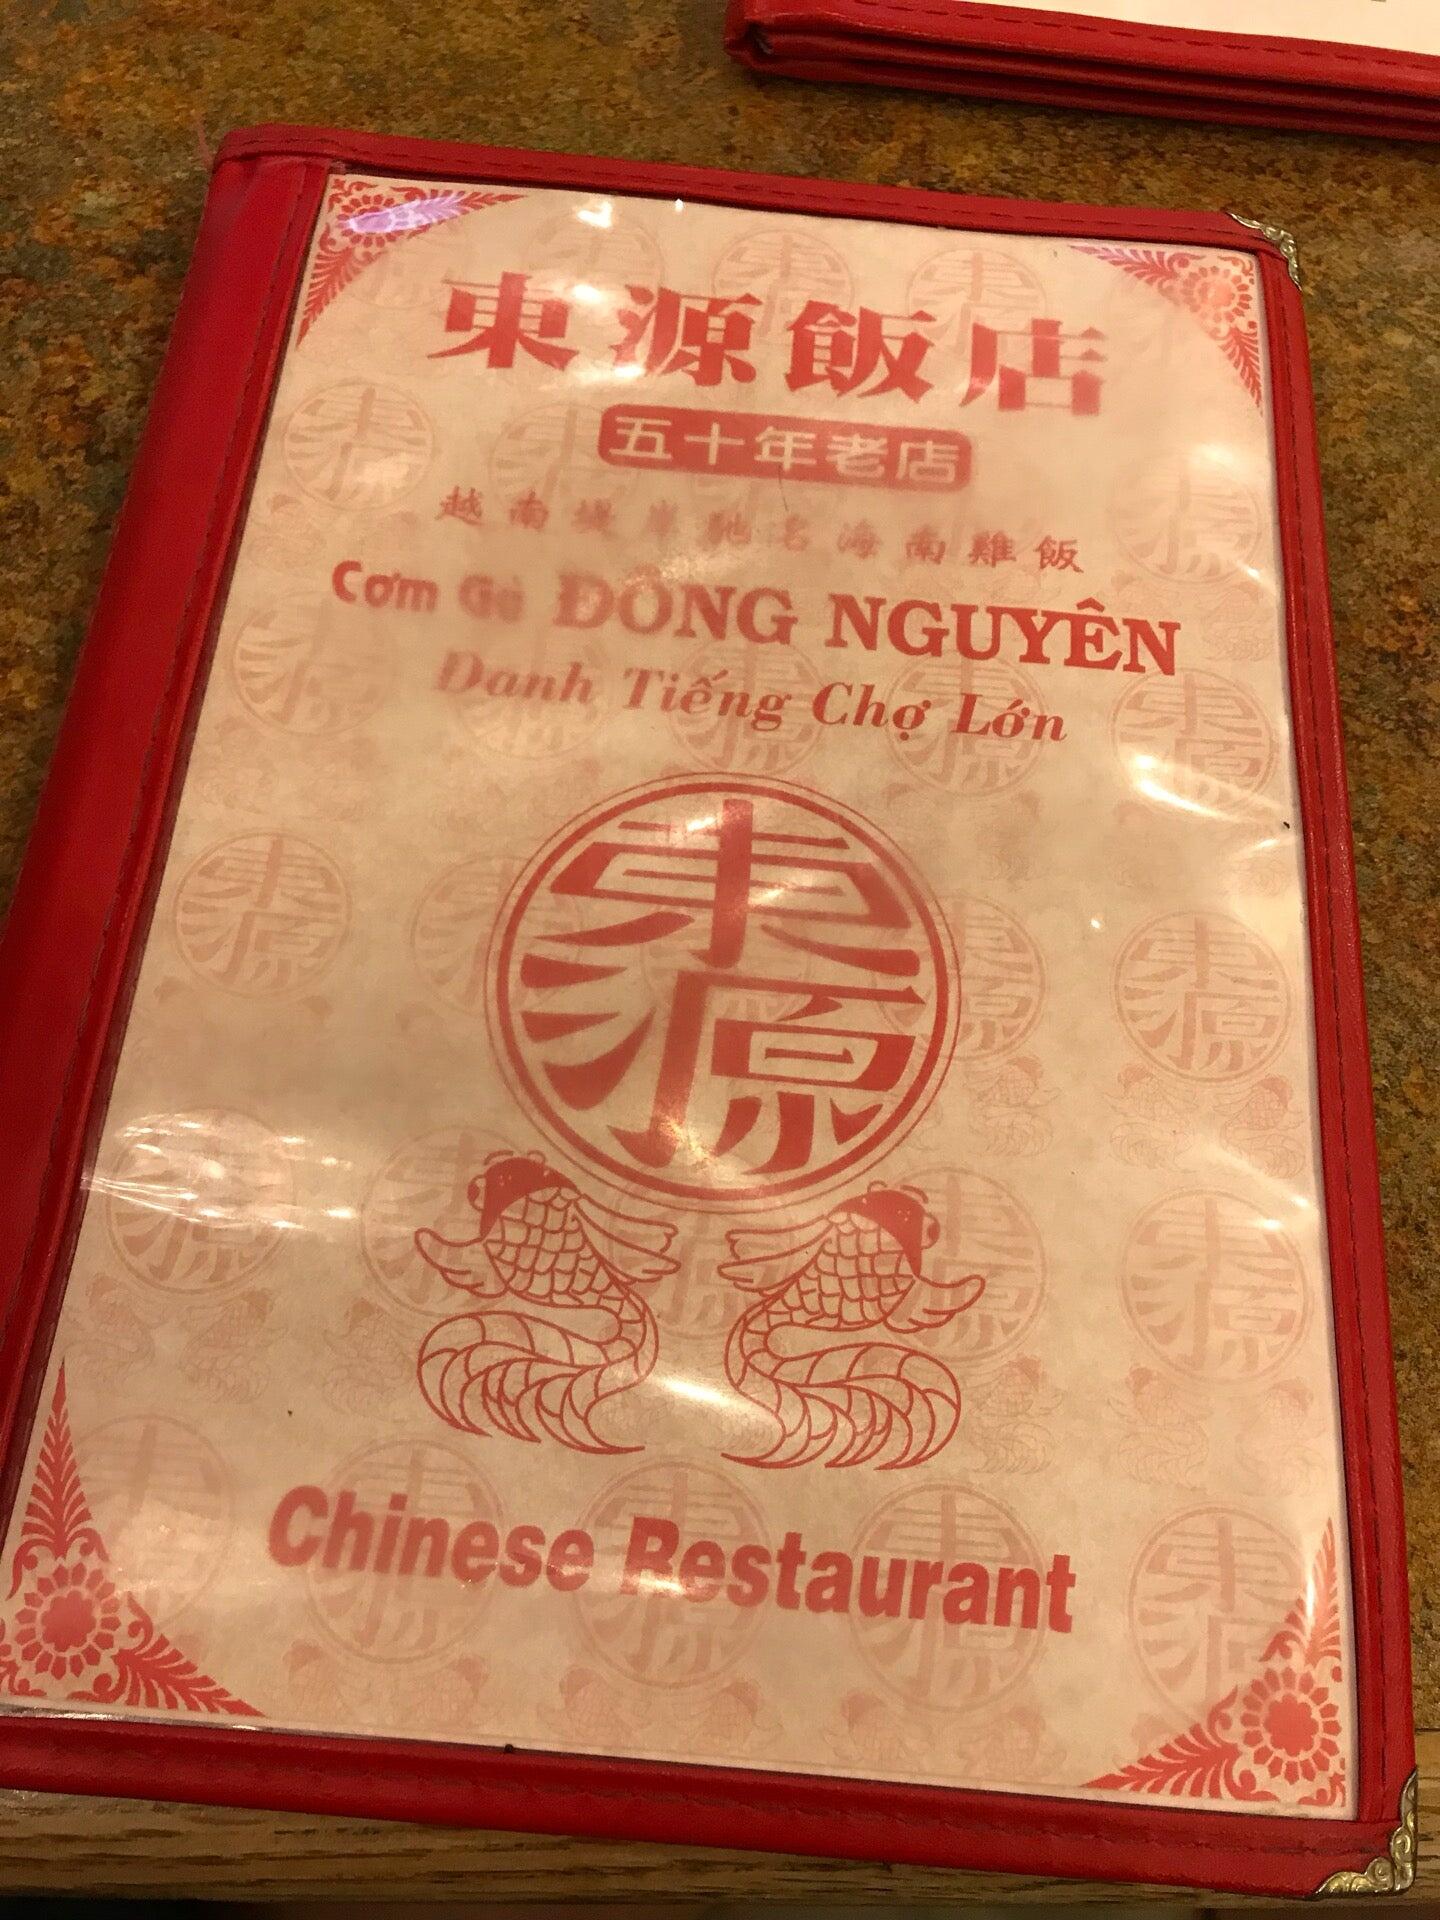 東源飯店
五十年老店
越南堤岸馳名海南雞飯
Cơm Gà ĐÔNG NGUYÊN
Danh Tiếng Chợ Lớn
東源
Chinese Restaurant